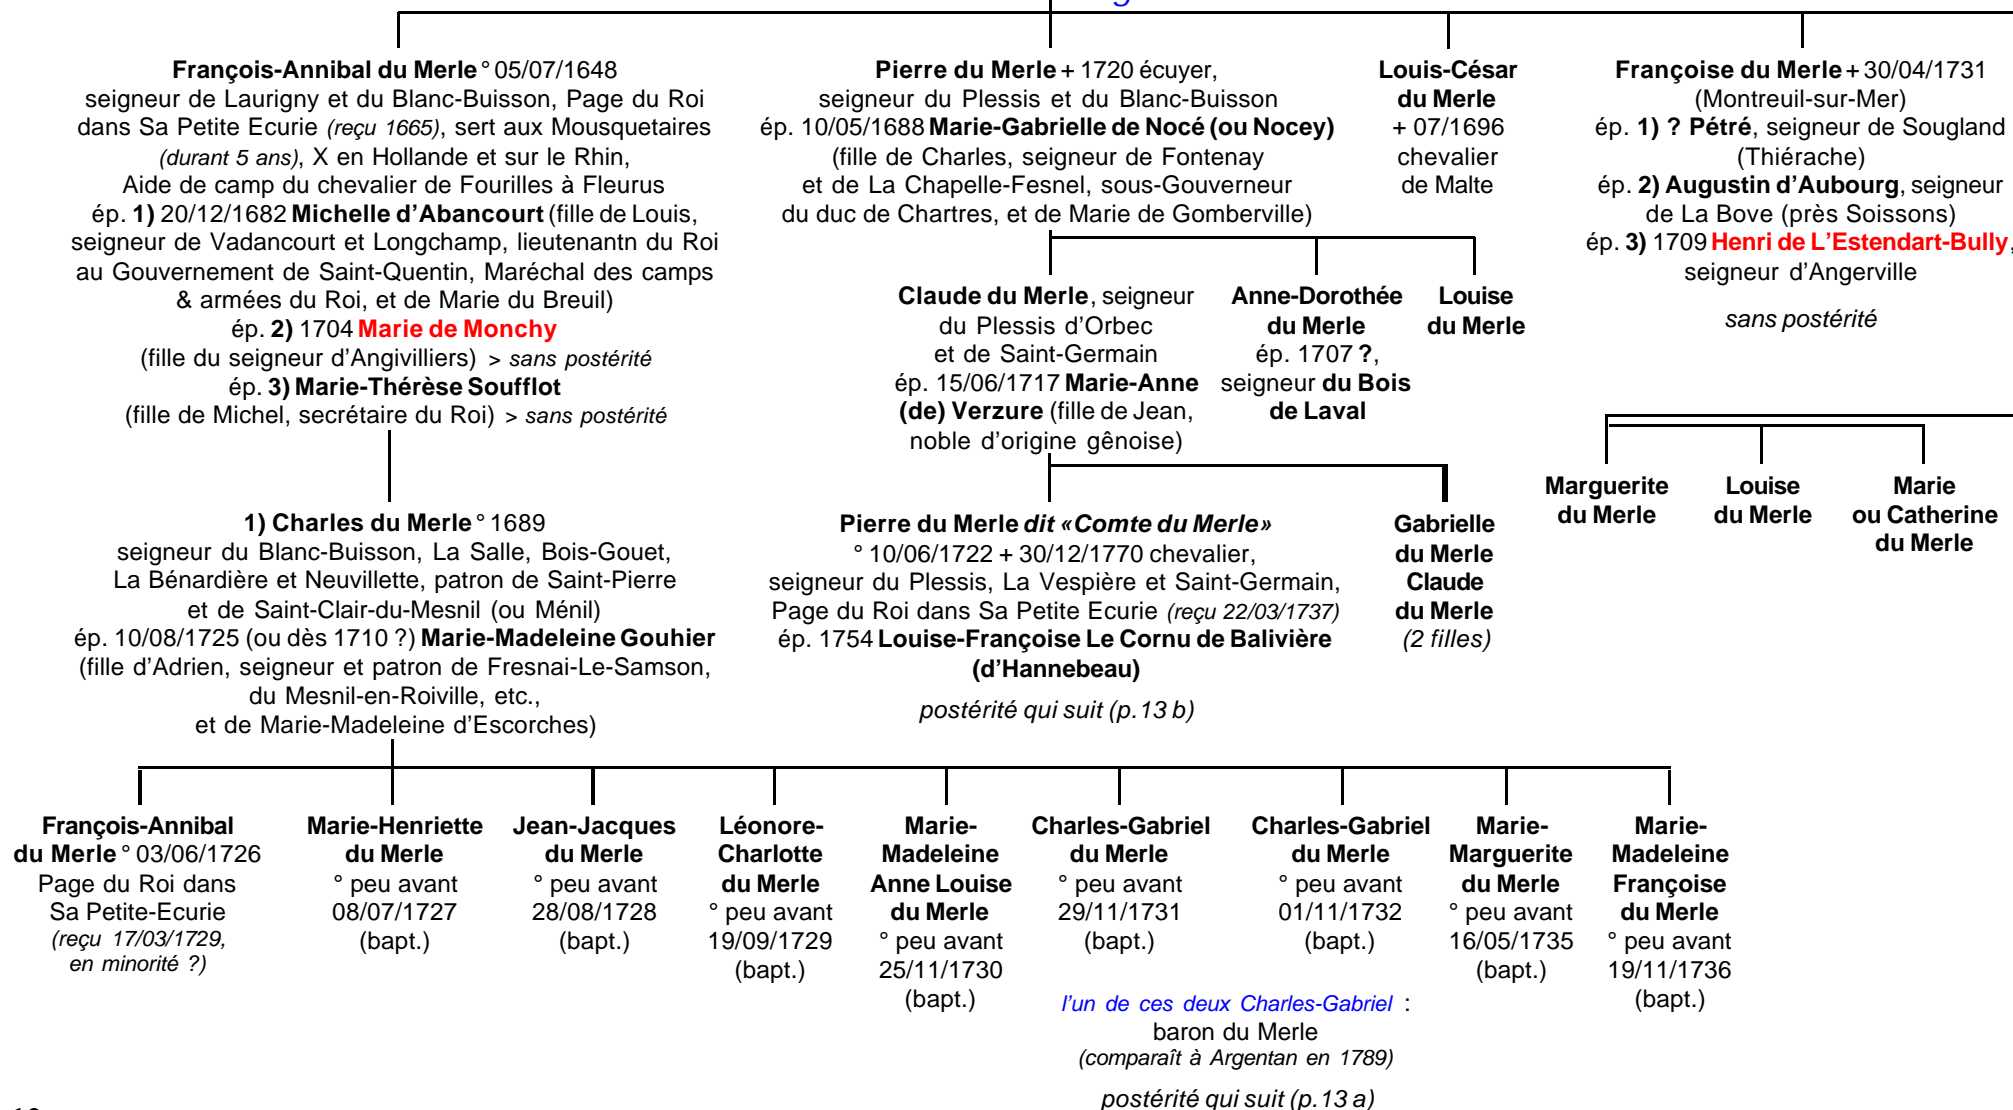 François-Annibal du Merle ° 05/07/1648
seigneur de Laurigny et du Blanc-Buisson, Page du Roi
dans Sa Petite Ecurie (reçu 1665), sert aux Mousquetaires
(durant 5 ans), X en Hollande et sur le Rhin,
Aide de camp du chevalier de Fourilles à Fleurus
ép. 1) 20/12/1682 Michelle d'Abancourt (fille de Louis,
seigneur de Vadancourt et Longchamp, lieutenantn du Roi
au Gouvernement de Saint-Quentin, Maréchal des camps
& armées du Roi, et de Marie du Breuil)
ép. 2) 1704 Marie de Monchy
(fille du seigneur d'Angivilliers) > sans postérité
ép. 3) Marie-Thérèse Soufflot
(fille de Michel, secrétaire du Roi) > sans postérité
Pierre du Merle + 1720 écuyer,
seigneur du Plessis et du Blanc-Buisson
ép. 10/05/1688 Marie-Gabrielle de Nocé (ou Nocey)
(fille de Charles, seigneur de Fontenay
et de La Chapelle-Fesnel, sous-Gouverneur
du duc de Chartres, et de Marie de Gomberville)
Louis-César
du Merle
+ 07/1696
chevalier
de Malte
Françoise du Merle + 30/04/1731
(Montreuil-sur-Mer)
ép. 1) ? Pétré, seigneur de Sougland
(Thiérache)
ép. 2) Augustin d'Aubourg, seigneur
de La Bove (près Soissons)
ép. 3) 1709 Henri de L'Estendart-Bully,
seigneur d'Angerville
sans postérité
Claude du Merle, seigneur
du Plessis d'Orbec
et de Saint-Germain
ép. 15/06/1717 Marie-Anne
(de) Verzure (fille de Jean,
noble d'origine gênoise)
Anne-Dorothée
du Merle
ép. 1707 ?,
seigneur du Bois
de Laval
Louise
du Merle
Marguerite
du Merle
Louise
du Merle
Marie
ou Catherine
du Merle
1) Charles du Merle ° 1689
seigneur du Blanc-Buisson, La Salle, Bois-Gouet,
La Bénardière et Neuvillette, patron de Saint-Pierre
et de Saint-Clair-du-Mesnil (ou Ménil)
ép. 10/08/1725 (ou dès 1710 ?) Marie-Madeleine Gouhier
(fille d'Adrien, seigneur et patron de Fresnai-Le-Samson,
du Mesnil-en-Roiville, etc.,
et de Marie-Madeleine d'Escorches)
Pierre du Merle dit «Comte du Merle»
° 10/06/1722 + 30/12/1770 chevalier,
seigneur du Plessis, La Vespière et Saint-Germain,
Page du Roi dans Sa Petite Ecurie (reçu 22/03/1737)
ép. 1754 Louise-Françoise Le Cornu de Balivière
(d'Hannebeau)
postérité qui suit (p.13 b)
Gabrielle
du Merle
Claude
du Merle
(2 filles)
François-Annibal
du Merle ° 03/06/1726
Page du Roi dans
Sa Petite-Ecurie
(reçu 17/03/1729,
en minorité ?)
Marie-Henriette
du Merle
° peu avant
08/07/1727
(bapt.)
Jean-Jacques
du Merle
° peu avant
28/08/1728
(bapt.)
Léonore-
Charlotte
du Merle
° peu avant
19/09/1729
(bapt.)
Marie-
Madeleine
Anne Louise
du Merle
° peu avant
25/11/1730
(bapt.)
Charles-Gabriel
du Merle
° peu avant
29/11/1731
(bapt.)
Charles-Gabriel
du Merle
° peu avant
01/11/1732
(bapt.)
Marie-
Marguerite
du Merle
° peu avant
16/05/1735
(bapt.)
Marie-
Madeleine
Françoise
du Merle
° peu avant
19/11/1736
(bapt.)
l'un de ces deux Charles-Gabriel :
baron du Merle
(comparaît à Argentan en 1789)
postérité qui suit (p.13 a)